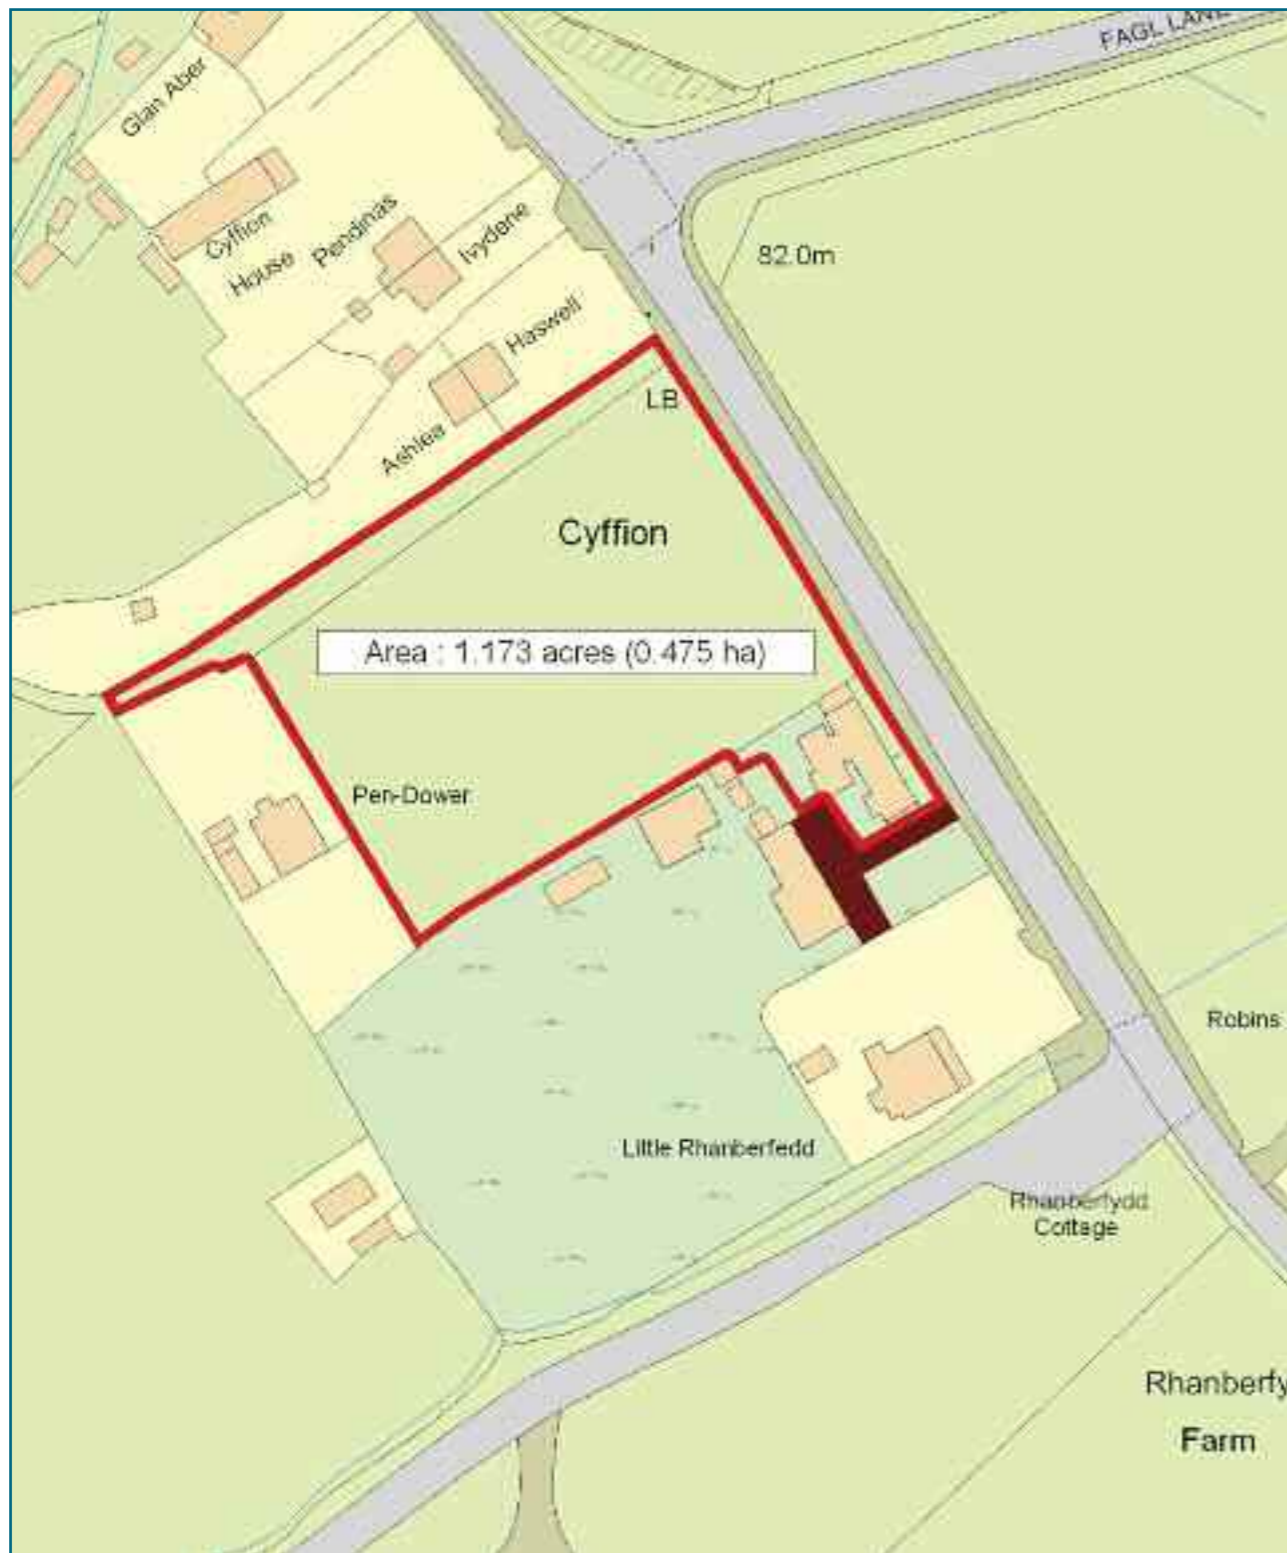 FAGL LANE
Glan Aber
Cyffion
House
Pendinas
Ivydene
82.0m
Haswell
LB
Ashlea
Cyffion
Area : 1.173 acres (0.475 ha)
Pen-Dower
Robins
Little Rhanberfedd
Rhanberfydd
Cottage
Rhanberfy
Farm